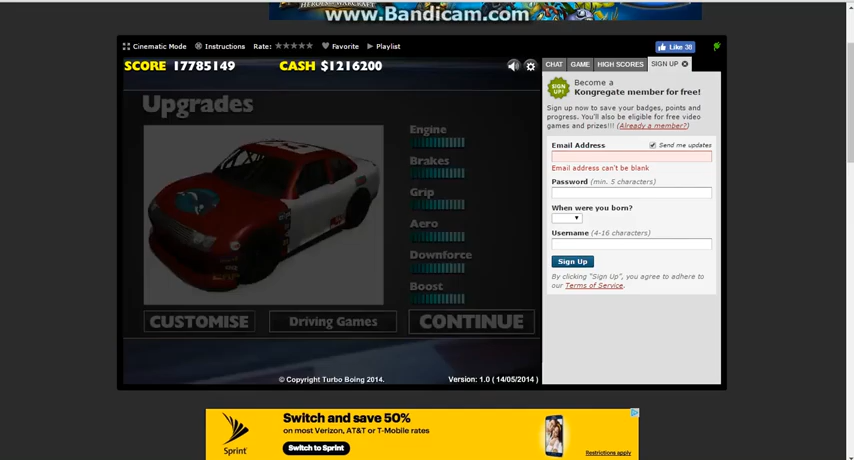 HEROES OF WARCRAFT
www.Bandicam.com
Cinematic Mode Instructions Rate: Favorite Playlist Like 38
SCORE 17785149 CASH $1216200
CHAT GAME HIGH SCORES SIGN UP
SIGN UP!
Become a
Kongregate member for free!
Sign up now to save your badges, points and
progress. You'll also be eligible for free video
games and prizes!!! (Already a member?)
Email Address Send me updates
Email address can't be blank
Password (min. 5 characters)
When were you born?
Username (4-16 characters)
Sign Up
By clicking "Sign Up", you agree to adhere to
our Terms of Service.
Upgrades
Engine
Brakes
Grip
Aero
Downforce
Boost
CUSTOMISE Driving Games CONTINUE
© Copyright Turbo Boing 2014. Version: 1.0 ( 14/05/2014 )
Sprint
Switch and save 50%
on most Verizon, AT&T or T-Mobile rates
Switch to Sprint
Restrictions apply